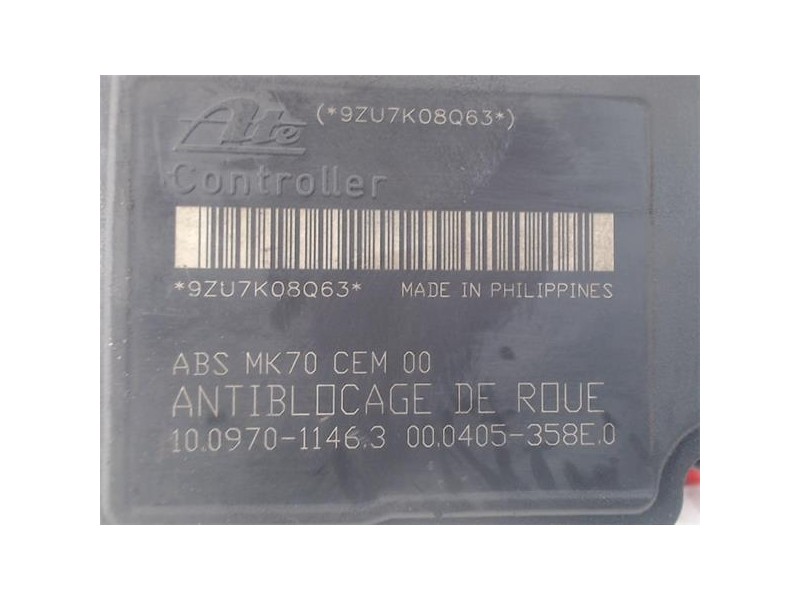 Ate (*9ZU7K08Q63*)
Controller
*9ZU7K08Q63* MADE IN PHILIPPINES
ABS MK70 CEM 00
ANTIBLOCAGE DE ROUE
10.0970-1146.3 00.0405-358E.0